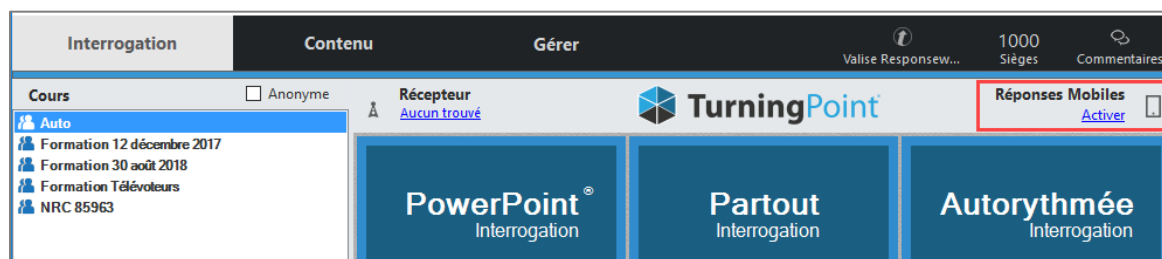 Interrogation Contenu Gérer
Valise Responsew... 1000 Sièges Commentaires
Cours Anonyme
Auto
Formation 12 décembre 2017
Formation 30 août 2018
Formation Télévoteurs
NRC 85963
Récepteur
Aucun trouvé
TurningPoint
Réponses Mobiles
Activer
PowerPoint®
Interrogation
Partout
Interrogation
Autorythmée
Interrogation